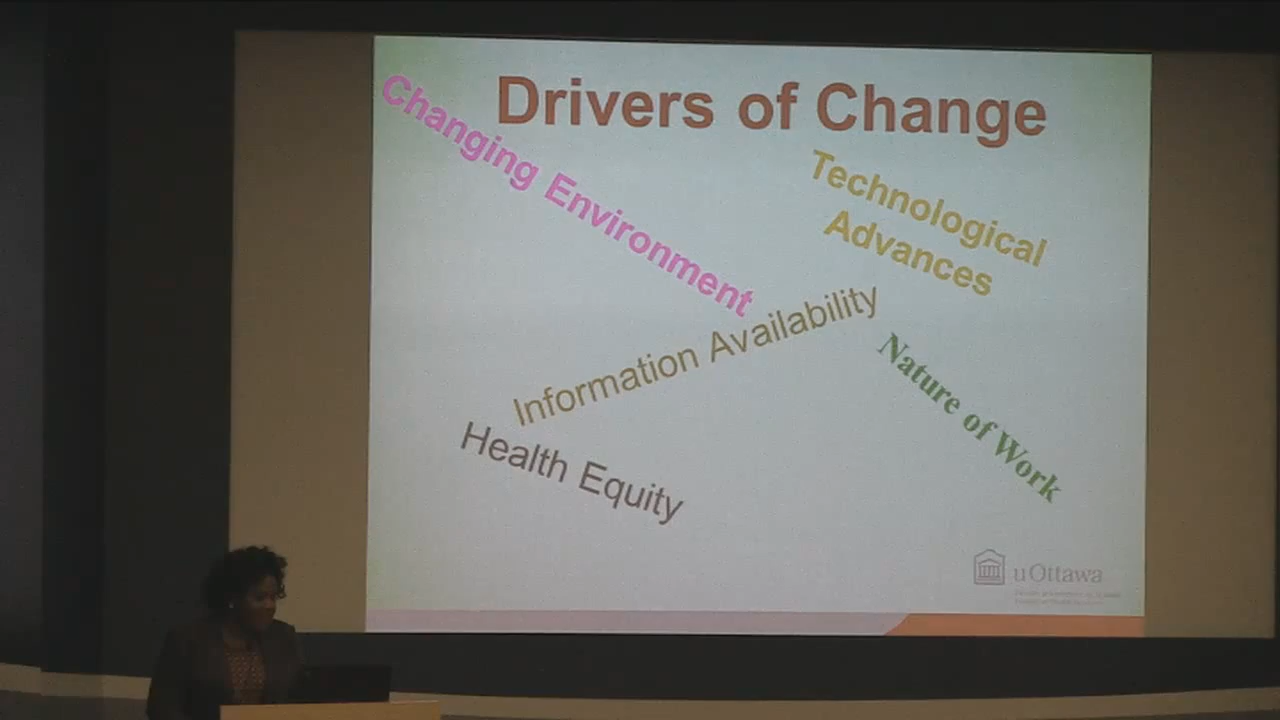 Drivers of Change
Changing Environment
Technological
Advances
Information Availability
Nature of Work
Health Equity
uOttawa